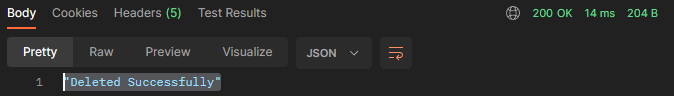 Body Cookies Headers (5) Test Results 200 OK 14 ms 204 B
Pretty Raw Preview Visualize JSON
1 "Deleted Successfully"